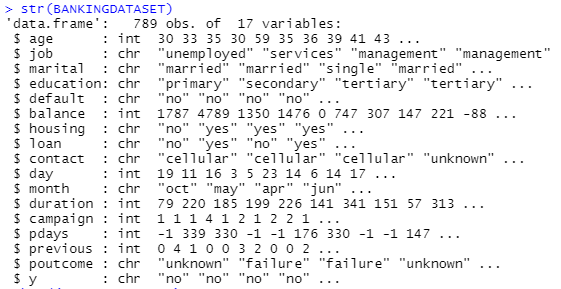 > str(BANKINGDATASET)
'data.frame':   789 obs. of  17 variables:
 $ age      : int  30 33 35 30 59 35 36 39 41 43 ...
 $ job      : chr  "unemployed" "services" "management" "management"
 $ marital  : chr  "married" "married" "single" "married" ...
 $ education: chr  "primary" "secondary" "tertiary" "tertiary" ...
 $ default  : chr  "no" "no" "no" "no" ...
 $ balance  : int  1787 4789 1350 1476 0 747 307 147 221 -88 ...
 $ housing  : chr  "no" "yes" "yes" "yes" ...
 $ loan     : chr  "no" "yes" "no" "yes" ...
 $ contact  : chr  "cellular" "cellular" "cellular" "unknown" ...
 $ day      : int  19 11 16 3 5 23 14 6 14 17 ...
 $ month    : chr  "oct" "may" "apr" "jun" ...
 $ duration : int  79 220 185 199 226 141 341 151 57 313 ...
 $ campaign : int  1 1 1 4 1 2 1 2 2 1 ...
 $ pdays    : int  -1 339 330 -1 -1 176 330 -1 -1 147 ...
 $ previous : int  0 4 1 0 0 3 2 0 0 2 ...
 $ poutcome : chr  "unknown" "failure" "failure" "unknown" ...
 $ y        : chr  "no" "no" "no" "no" ...